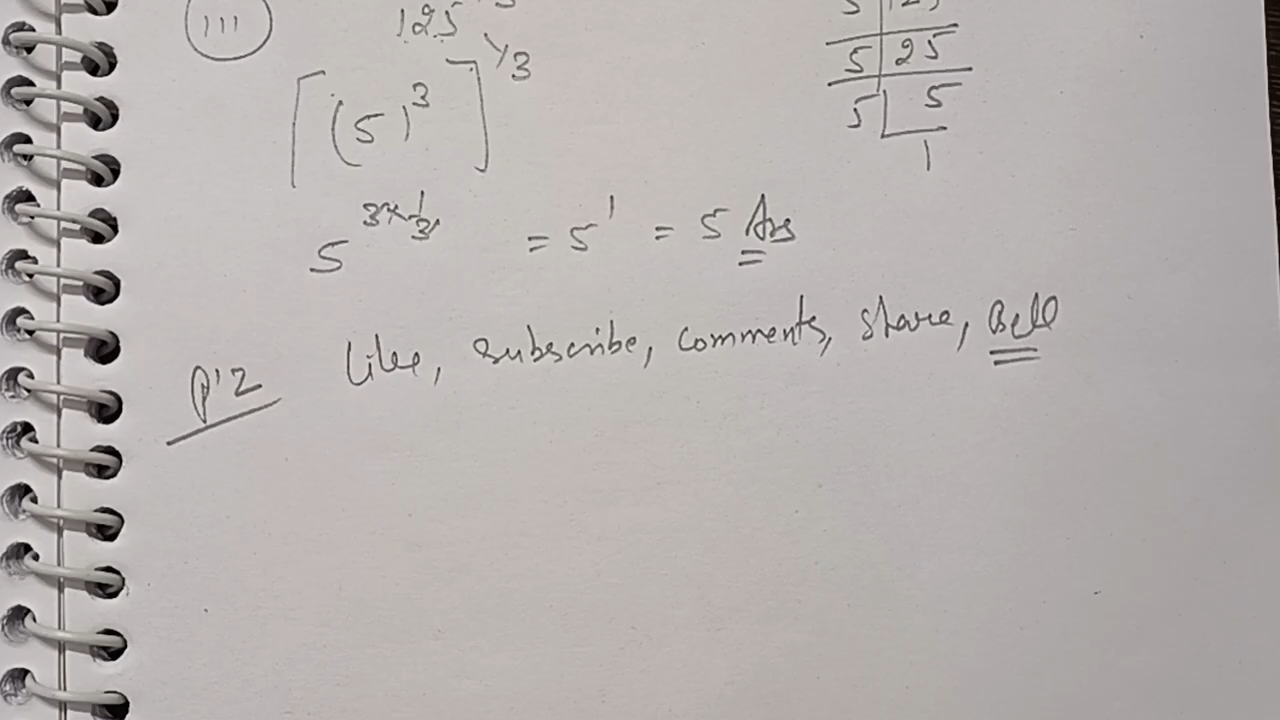 (iii) 125
[(5)³]^1/3
5^3×1/3 = 5¹ = 5 Ans
Like, Subscribe, Comments, Share, Bell
5 | 25
5 | 5
1